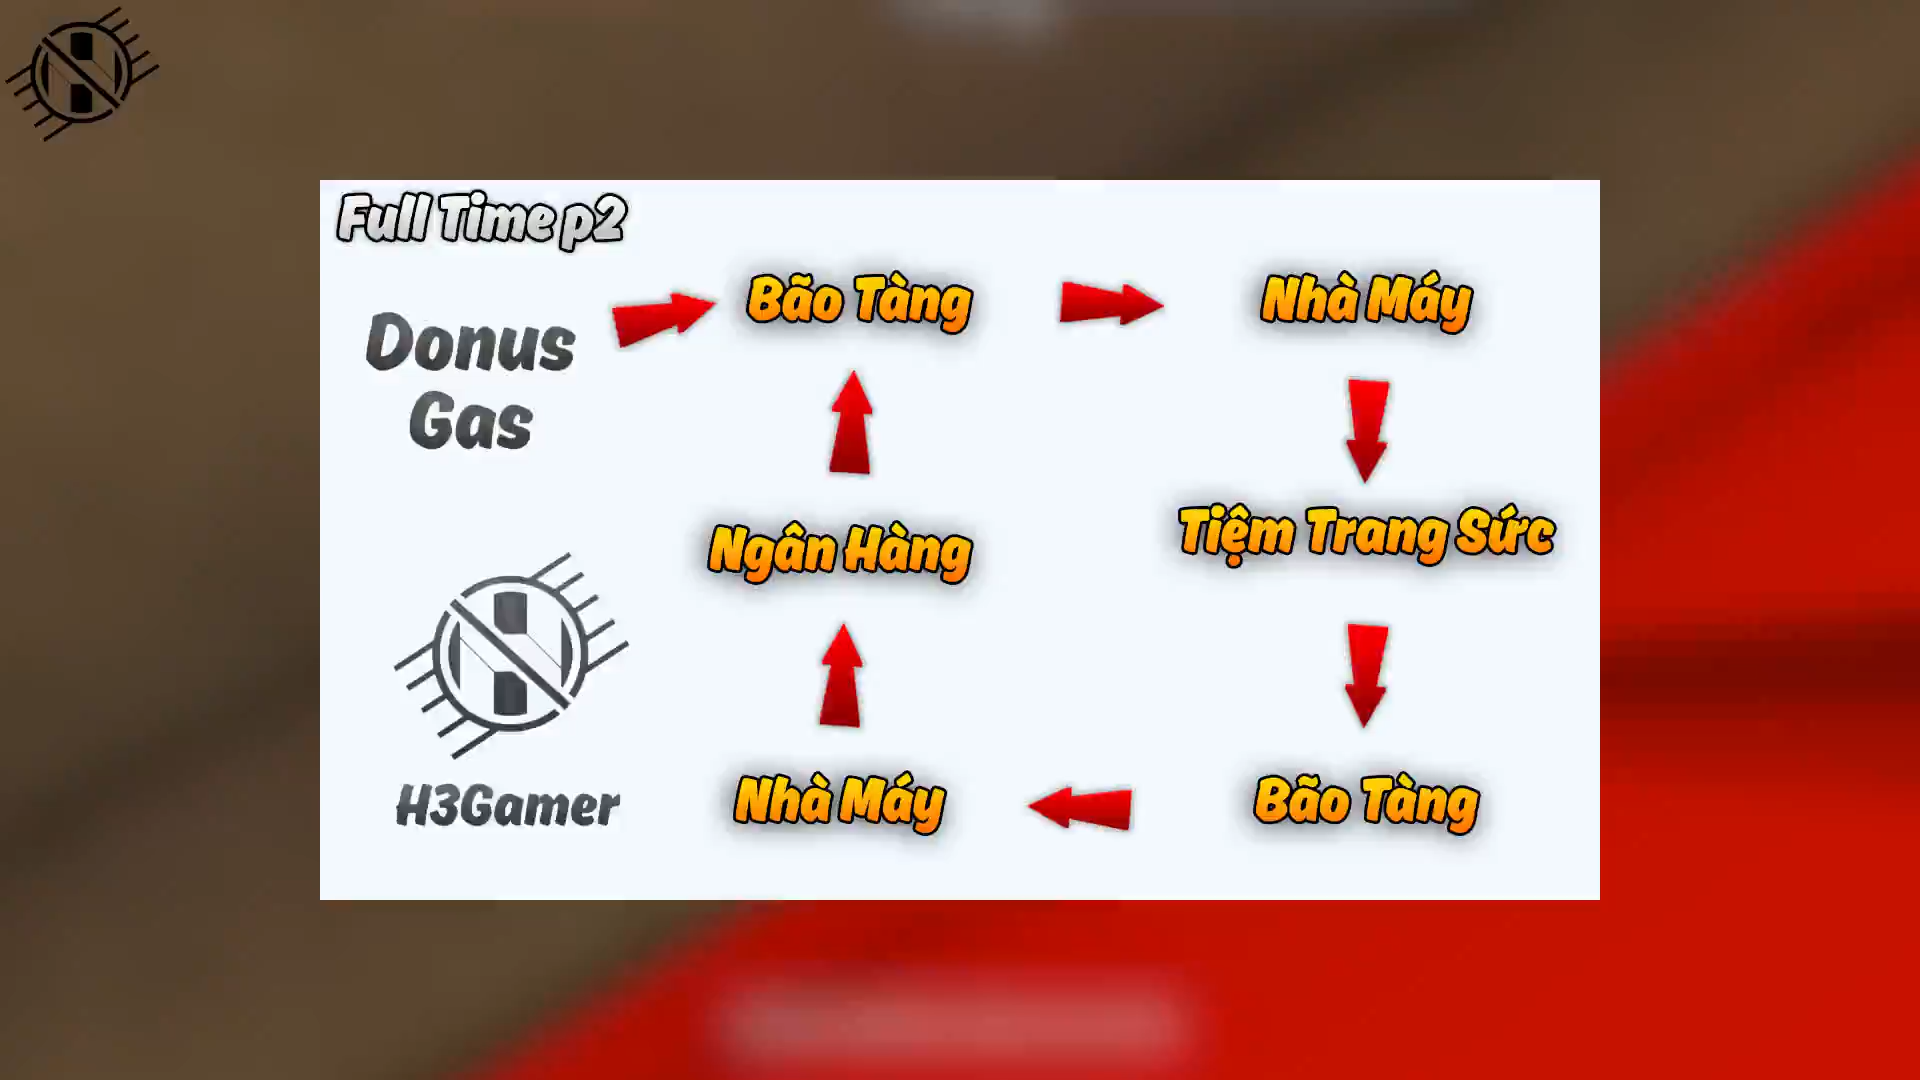 Full Time p2
Donus
Gas
Bão Tàng
Nhà Máy
Ngân Hàng
Tiệm Trang Sức
Nhà Máy
Bão Tàng
H3Gamer